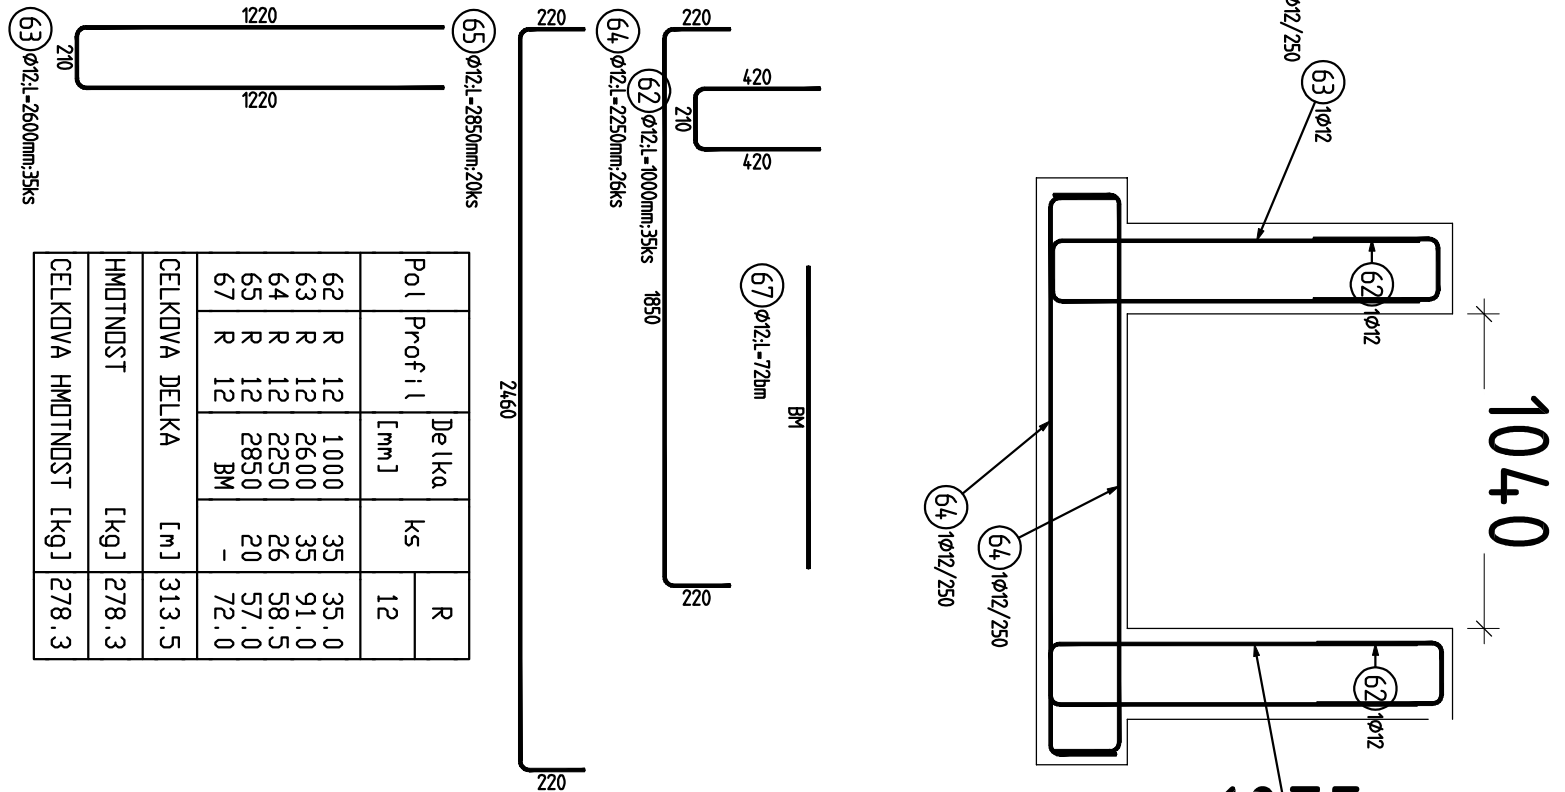 ø12/250
63 1ø12
62 1ø12
1040
64 1ø12/250
64 1ø12/250
62 1ø12
420
210
420
62 ø12;L=1000mm;35ks
BM
67 ø12;L=72bm
220
1850
220
64 ø12;L=2250mm;26ks
220
2460
220
65 ø12;L=2850mm;20ks
1220
210
1220
63 ø12;L=2600mm;35ks
Pol Profil Delka [mm] ks R 12
62 R 12 1000 35 35.0
63 R 12 2600 35 91.0
64 R 12 2250 26 58.5
65 R 12 2850 20 57.0
67 R 12 BM - 72.0
CELKOVA DELKA [m] 313.5
HMOTNOST [kg] 278.3
CELKOVA HMOTNOST [kg] 278.3